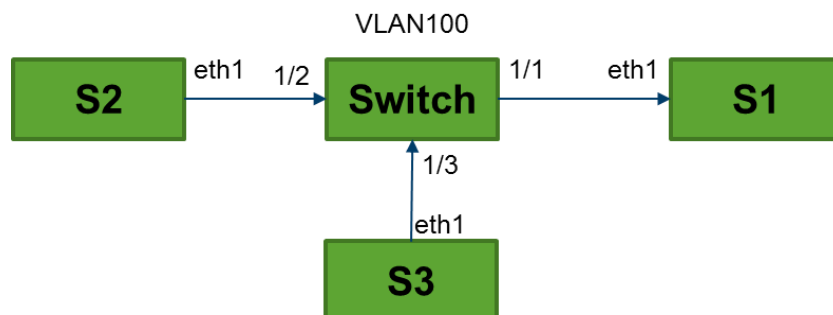 VLAN100
eth1 1/2 1/1 eth1
S2 Switch S1
1/3
eth1
S3